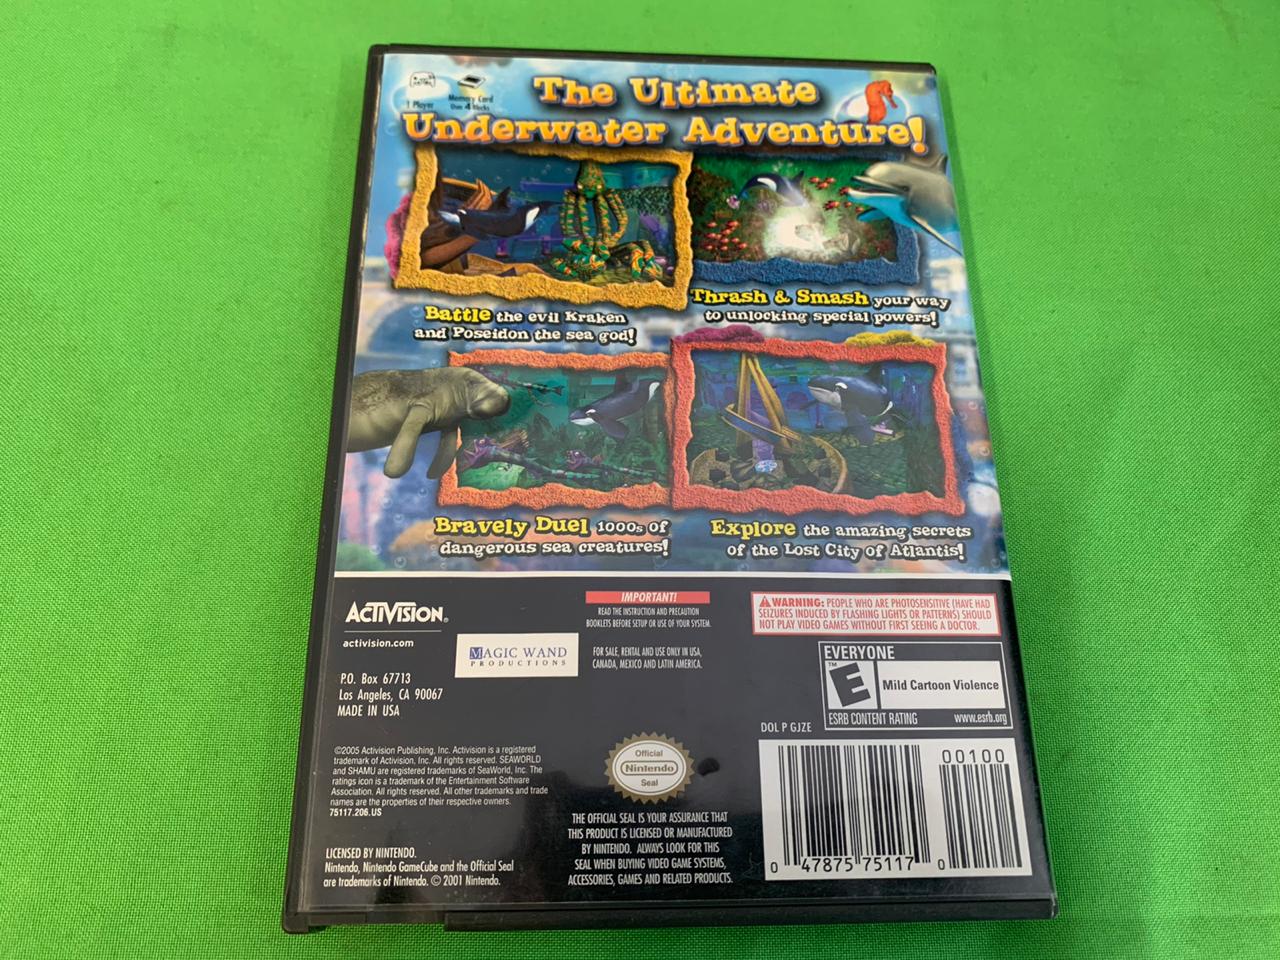 The Ultimate
Underwater Adventure!
1 Player
Memory Card
Uses 4 Blocks
Battle the evil Kraken
and Poseidon the sea god!
Thrash & Smash your way
to unlocking special powers!
Bravely Duel 1000s of
dangerous sea creatures!
Explore the amazing secrets
of the Lost City of Atlantis!
ACTIVISION®
activision.com
P.O. Box 67713
Los Angeles, CA 90067
MADE IN USA
MAGIC WAND
PRODUCTIONS
IMPORTANT!
READ THE INSTRUCTION AND PRECAUTION
BOOKLETS BEFORE SETUP OR USE OF YOUR SYSTEM.
FOR SALE, RENTAL AND USE ONLY IN USA,
CANADA, MEXICO AND LATIN AMERICA.
WARNING: PEOPLE WHO ARE PHOTOSENSITIVE (HAVE HAD
SEIZURES INDUCED BY FLASHING LIGHTS OR PATTERNS) SHOULD
NOT PLAY VIDEO GAMES WITHOUT FIRST SEEING A DOCTOR.
EVERYONE
E
TM
Mild Cartoon Violence
ESRB CONTENT RATING www.esrb.org
DOL P GJZE
©2005 Activision Publishing, Inc. Activision is a registered
trademark of Activision, Inc. All rights reserved. SEAWORLD
and SHAMU are registered trademarks of SeaWorld, Inc. The
ratings icon is a trademark of the Entertainment Software
Association. All rights reserved. All other trademarks and trade
names are the properties of their respective owners.
75117.206.US
LICENSED BY NINTENDO.
Nintendo, Nintendo GameCube and the Official Seal
are trademarks of Nintendo. © 2001 Nintendo.
Official
Nintendo
Seal
THE OFFICIAL SEAL IS YOUR ASSURANCE THAT
THIS PRODUCT IS LICENSED OR MANUFACTURED
BY NINTENDO. ALWAYS LOOK FOR THIS
SEAL WHEN BUYING VIDEO GAME SYSTEMS,
ACCESSORIES, GAMES AND RELATED PRODUCTS.
00100
0 47875 75117 0